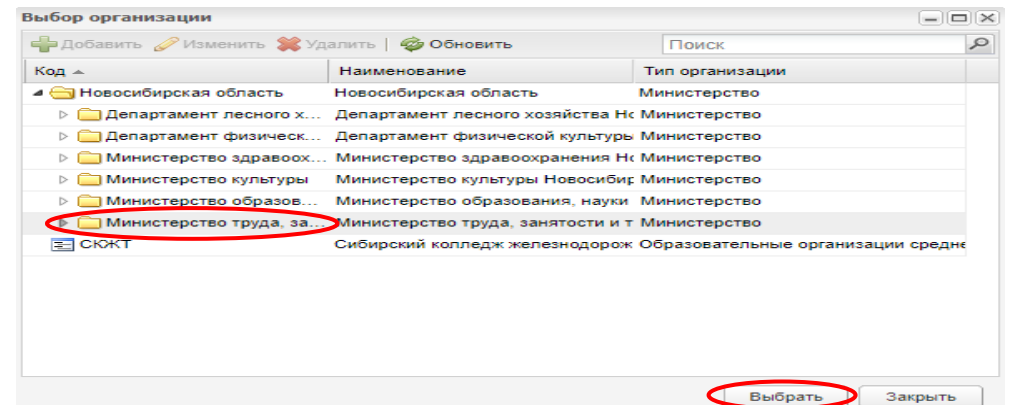 Выбор организации
Добавить Изменить Удалить Обновить Поиск
Код Наименование Тип организации
Новосибирская область Новосибирская область Министерство
Департамент лесного х... Департамент лесного хозяйства Но Министерство
Департамент физическ... Департамент физической культуры Министерство
Министерство здравоох... Министерство здравоохранения Но Министерство
Министерство культуры Министерство культуры Новосибир Министерство
Министерство образов... Министерство образования, науки Министерство
Министерство труда, за... Министерство труда, занятости и т Министерство
СКЖТ Сибирский колледж железнодорож Образовательные организации средне
Выбрать Закрыть